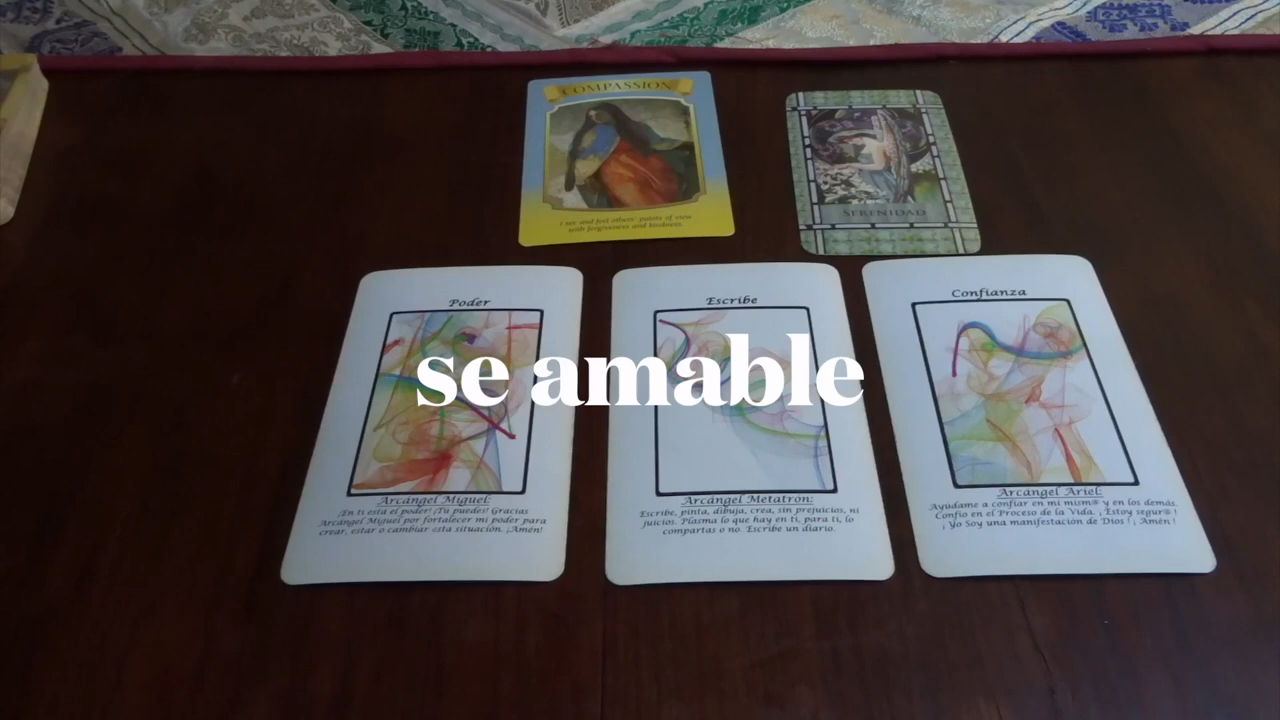 COMPASSION
I see and feel others' points of view
with forgiveness and kindness.
SERENIDAD
Poder
Arcángel Miguel:
¡En ti está el poder! ¡Tú puedes! Gracias
Arcángel Miguel por fortalecer mi poder para
crear, estar o cambiar esta situación. ¡Amén!
Escribe
Arcángel Metatrón:
Escribe, pinta, dibuja, crea, sin prejuicios, ni
juicios. Plasma lo que hay en ti, para ti, lo
compartas o no. Escribe un diario.
Confianza
Arcángel Ariel:
Ayúdame a confiar en mi mism@ y en los demás.
Confío en el Proceso de la Vida. ¡ Estoy segur@ !
¡ Yo Soy una manifestación de Dios ! ¡ Amén !
se amable